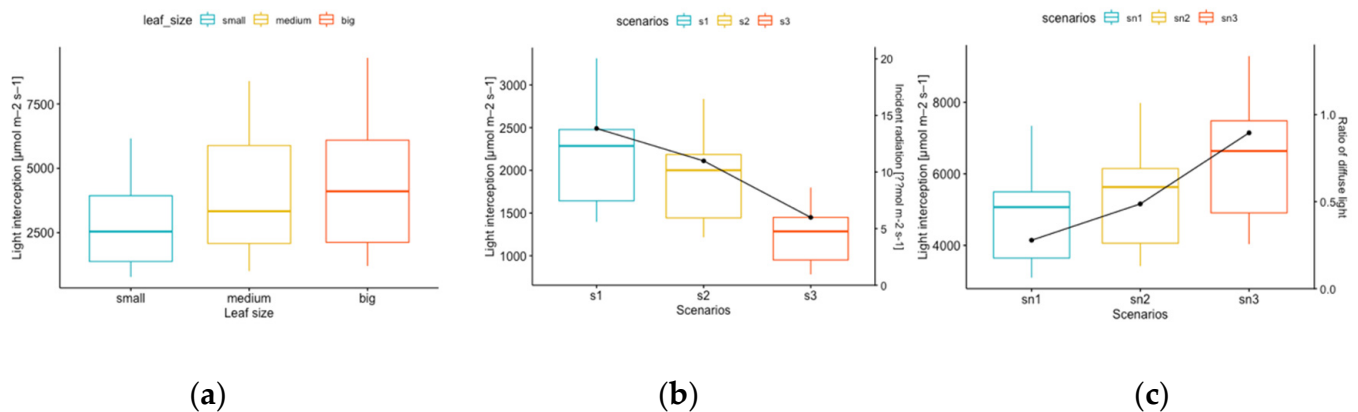 leaf_size small medium big
Light interception [µmol m–2 s–1]
7500
5000
2500
small medium big
Leaf size
(a)
scenarios s1 s2 s3
Light interception [µmol m–2 s–1]
3000
2500
2000
1500
1000
20
15
10
5
0
Incident radiation [??mol m-2 s-1]
s1 s2 s3
Scenarios
(b)
scenarios sn1 sn2 sn3
Light interception [µmol m–2 s–1]
8000
6000
4000
1.0
0.5
0.0
Ratio of diffuse light
sn1 sn2 sn3
Scenarios
(c)